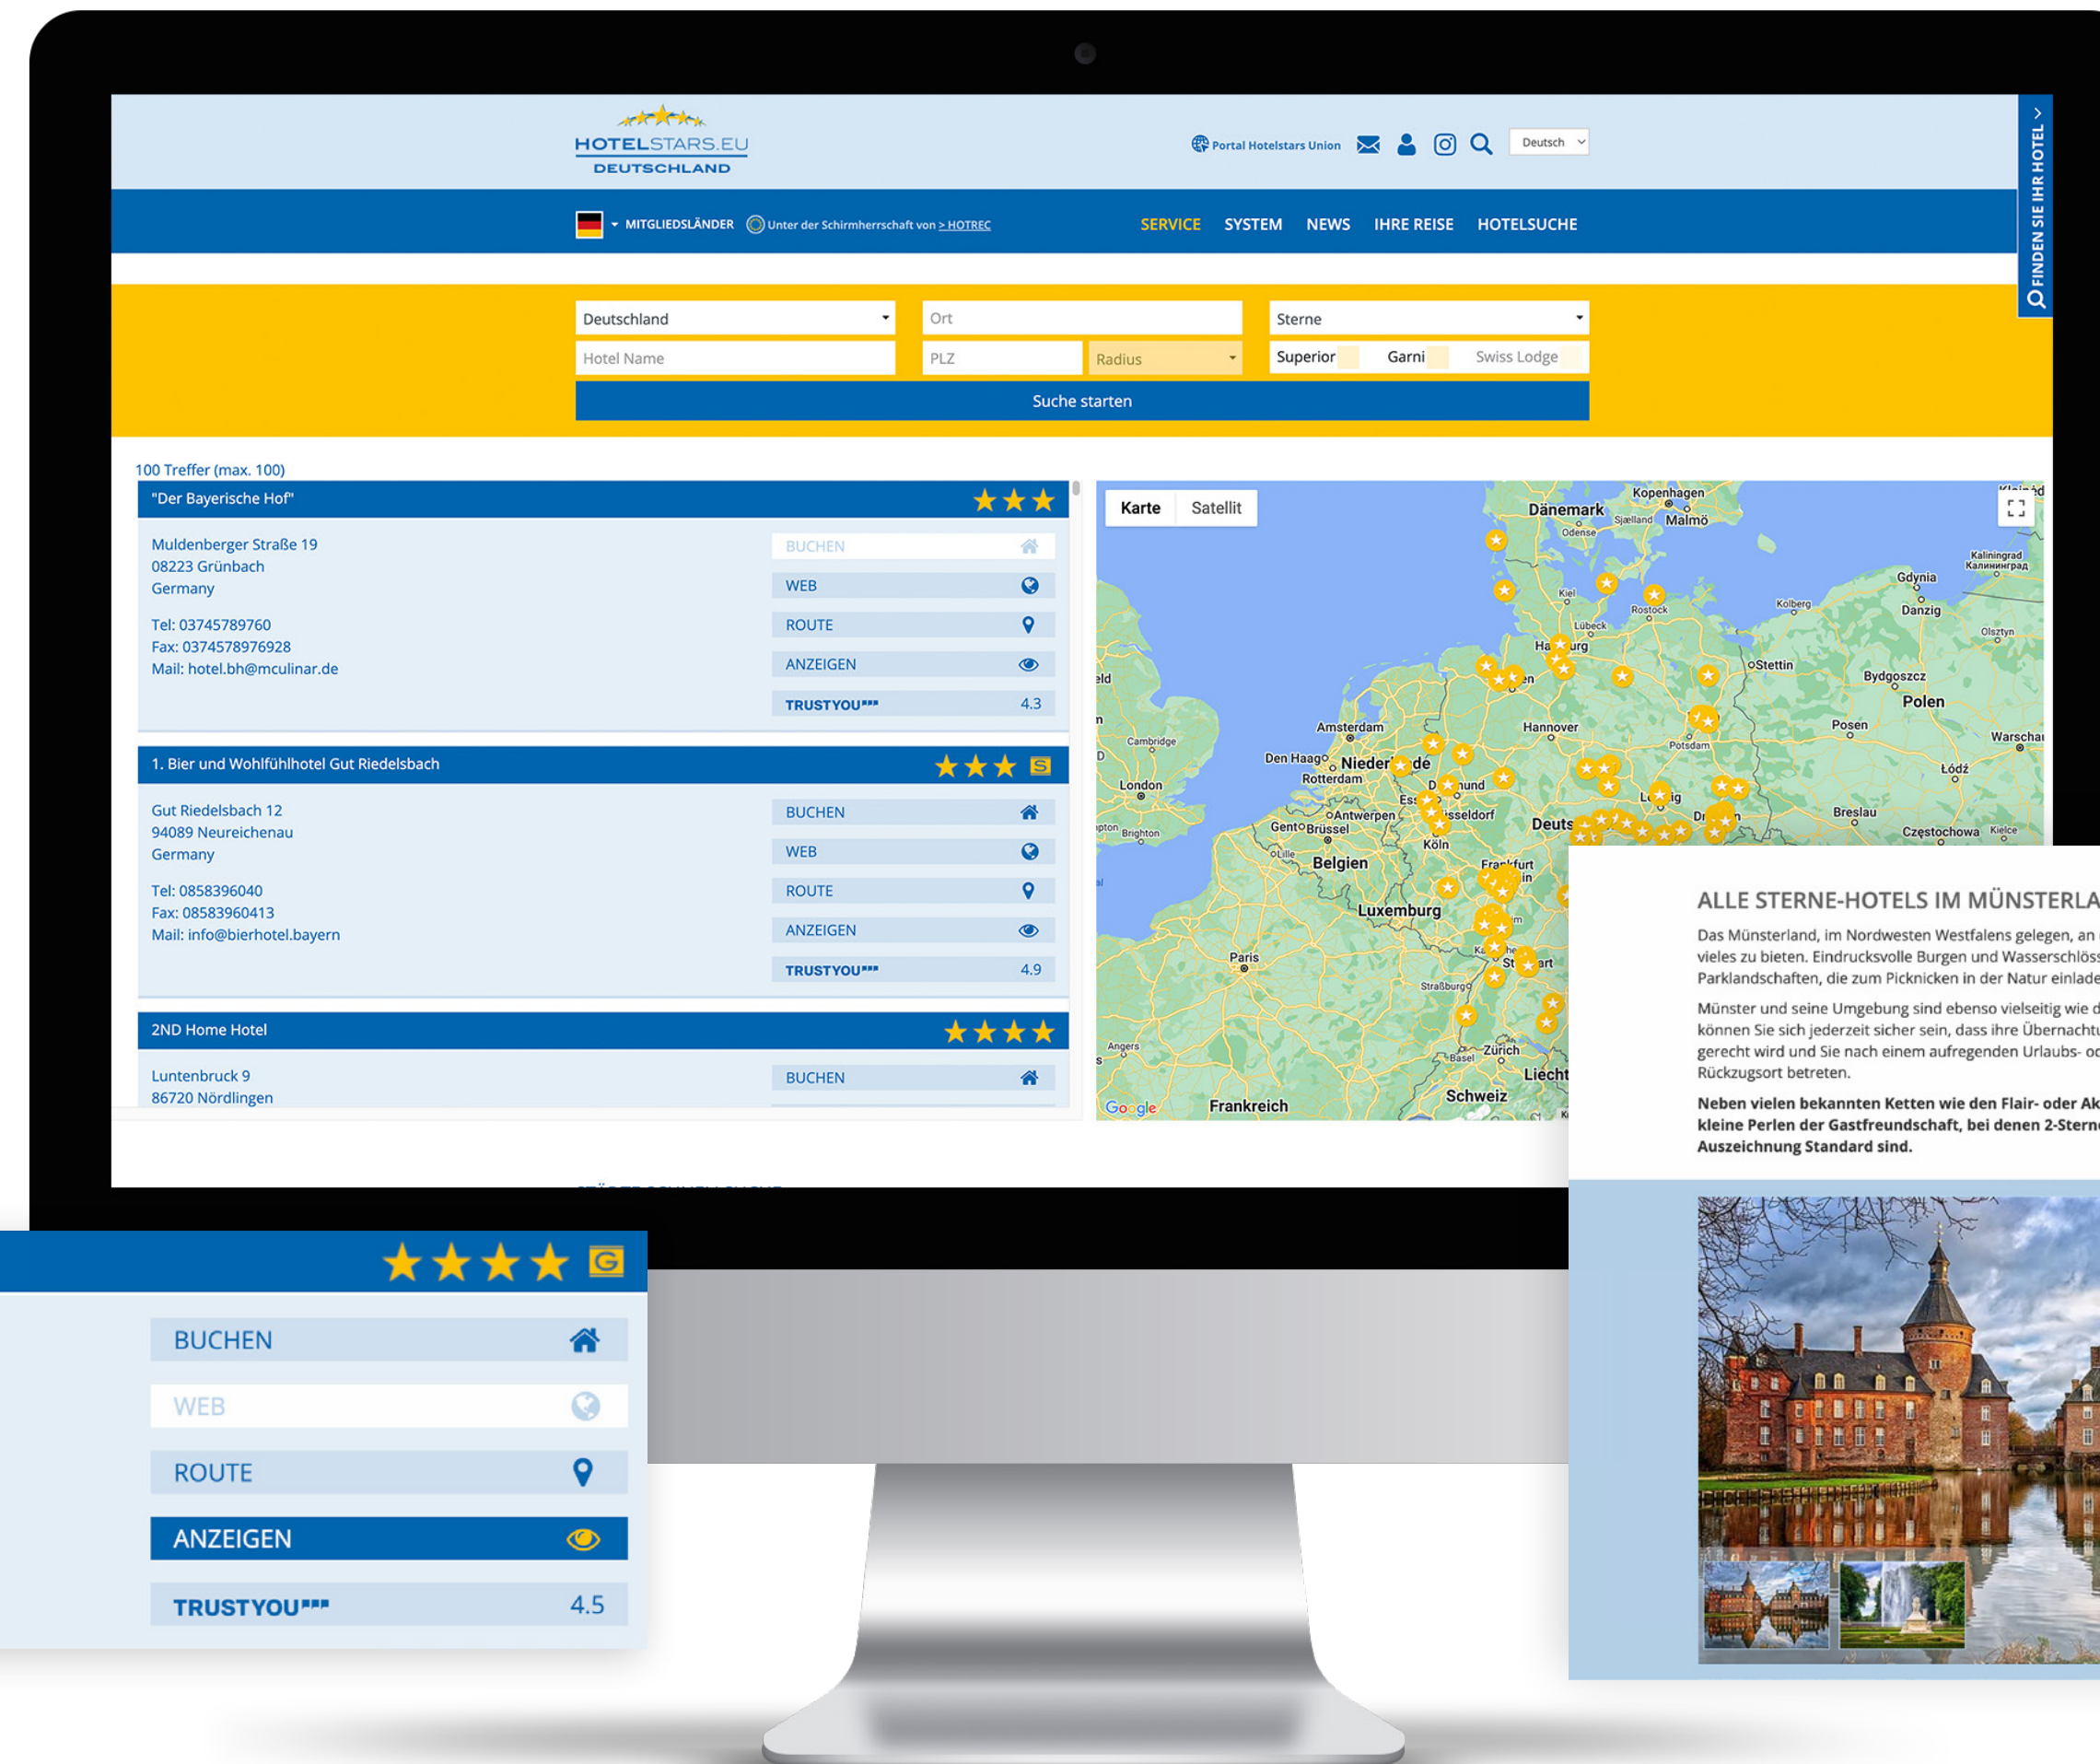 HOTELSTARS.EU
DEUTSCHLAND
Portal Hotelstars Union
Deutsch
FINDEN SIE IHR HOTEL
MITGLIEDSLÄNDER
Unter der Schirmherrschaft von > HOTREC
SERVICE SYSTEM NEWS IHRE REISE HOTELSUCHE
Deutschland
Ort
Sterne
Hotel Name
PLZ
Radius
Superior Garni Swiss Lodge
Suche starten
100 Treffer (max. 100)
"Der Bayerische Hof"
Muldenberger Straße 19
08223 Grünbach
Germany
Tel: 03745789760
Fax: 0374578976928
Mail: hotel.bh@mculinar.de
BUCHEN
WEB
ROUTE
ANZEIGEN
TRUSTYOU 4.3
1. Bier und Wohlfühlhotel Gut Riedelsbach
S
Gut Riedelsbach 12
94089 Neureichenau
Germany
Tel: 0858396040
Fax: 08583960413
Mail: info@bierhotel.bayern
BUCHEN
WEB
ROUTE
ANZEIGEN
TRUSTYOU 4.9
2ND Home Hotel
Luntenbruck 9
86720 Nördlingen
BUCHEN
Karte Satellit
Kopenhagen
Dänemark
Sjælland
Malmö
Odense
Kaliningrad
Калининград
Gdynia
Danzig
Kiel
Rostock
Kolberg
Lübeck
Olsztyn
Stettin
Bydgoszcz
Polen
Amsterdam
Hannover
Posen
Warschau
Potsdam
Cambridge
Den Haag
Rotterdam
Łódź
London
Breslau
Antwerpen
Gent
Brüssel
Brighton
Częstochowa
Kielce
Köln
Lille
Belgien
Frankfurt
Luxemburg
Paris
Straßburg
Angers
Zürich
Basel
Liecht
Schweiz
Frankreich
Google
ALLE STERNE-HOTELS IM MÜNSTERLA
Das Münsterland, im Nordwesten Westfalens gelegen, an
vieles zu bieten. Eindrucksvolle Burgen und Wasserschlöss
Parklandschaften, die zum Picknicken in der Natur einlade
Münster und seine Umgebung sind ebenso vielseitig wie d
können Sie sich jederzeit sicher sein, dass ihre Übernachtu
gerecht wird und Sie nach einem aufregenden Urlaubs- od
Rückzugsort betreten.
Neben vielen bekannten Ketten wie den Flair- oder Ak
kleine Perlen der Gastfreundschaft, bei denen 2-Sterne
Auszeichnung Standard sind.
G
BUCHEN
WEB
ROUTE
ANZEIGEN
TRUSTYOU 4.5